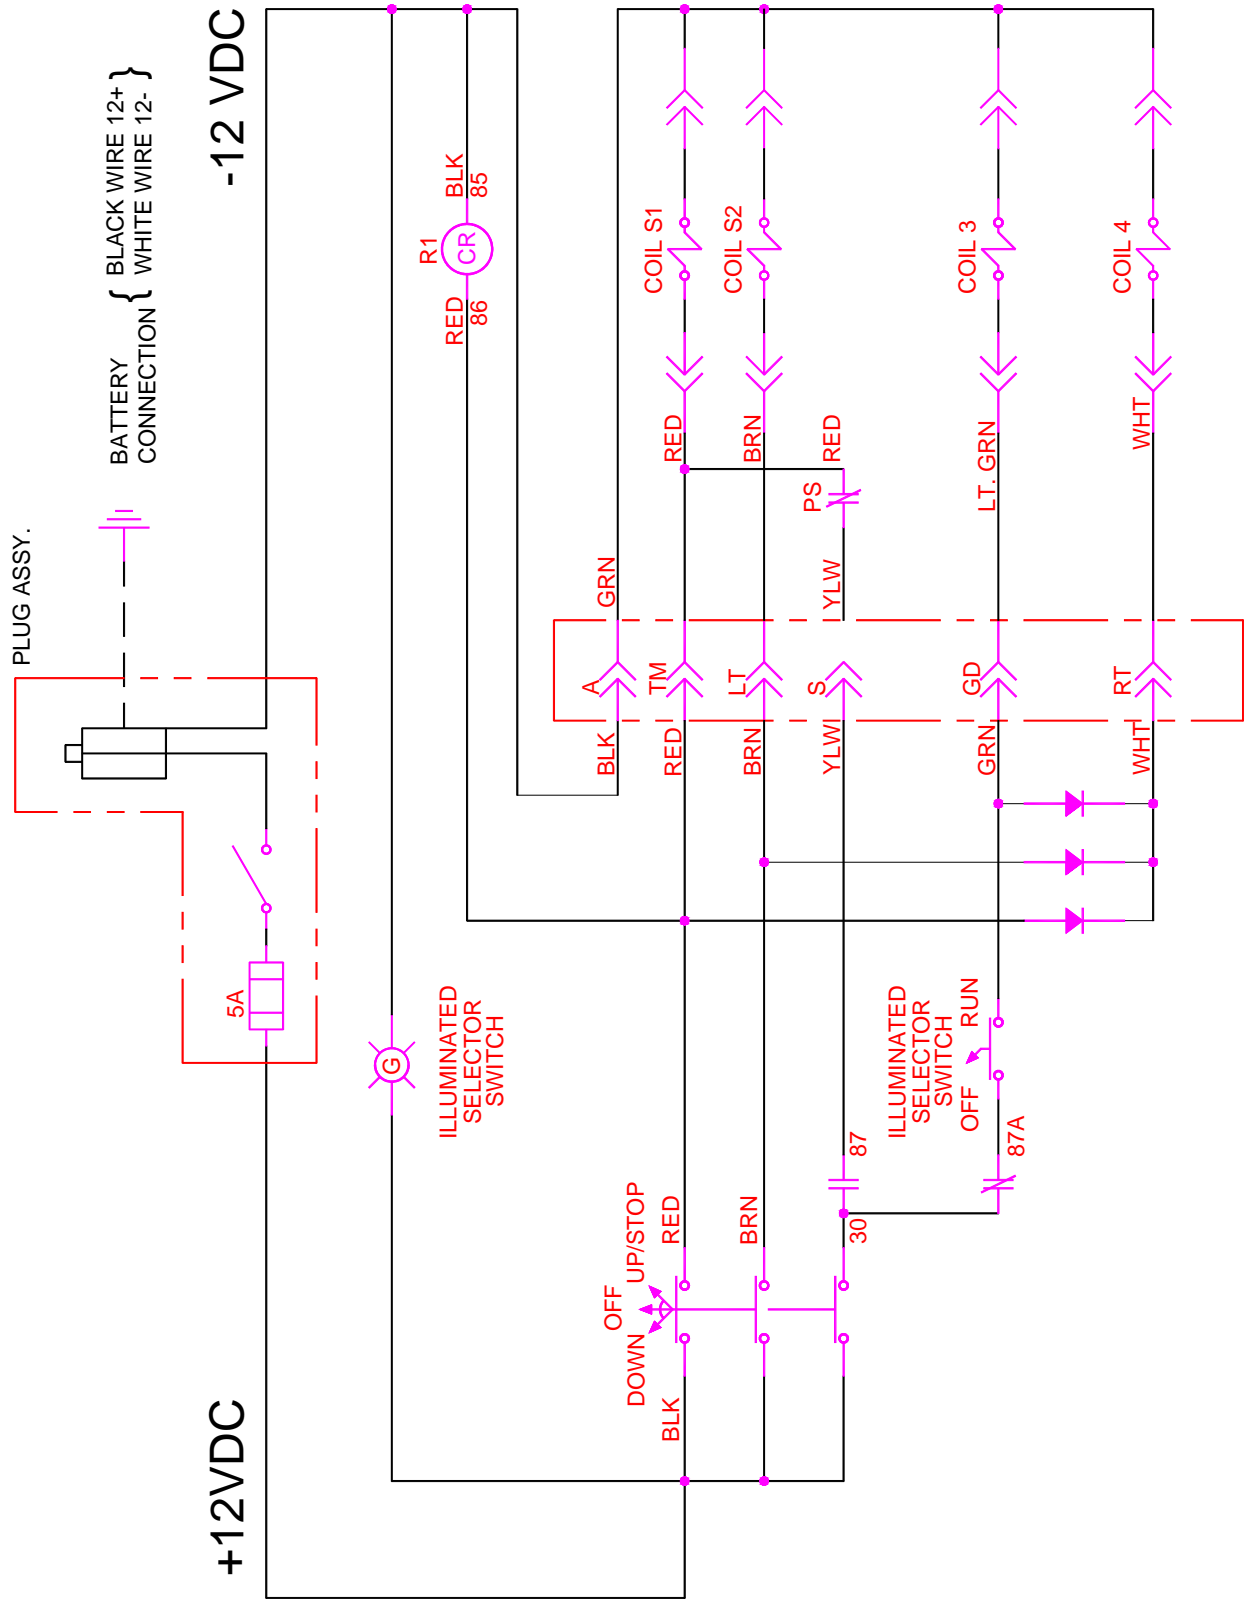 PLUG ASSY.
BATTERY
CONNECTION
{ BLACK WIRE 12+ }
{ WHITE WIRE 12- }
+12VDC
-12 VDC
5A
G
ILLUMINATED
SELECTOR
SWITCH
R1
RED
86
CR
BLK
85
BLK
A
GRN
DOWN
OFF
UP/STOP
BLK
RED
RED
TM
RED
COIL S1
BRN
BRN
LT
BRN
COIL S2
30
87
YLW
S
YLW
PS
RED
87A
ILLUMINATED
SELECTOR
SWITCH
OFF
RUN
GRN
GD
LT. GRN
COIL 3
WHT
RT
WHT
COIL 4